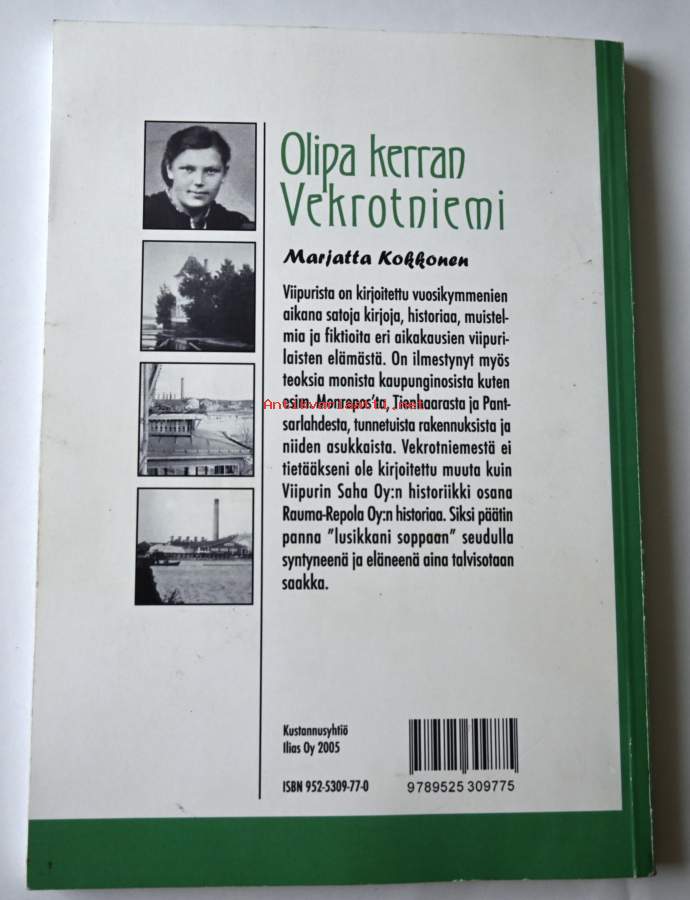 Olipa kerran
Vekrotniemi
Marjatta Kokkonen
Viipurista on kirjoitettu vuosikymmenien
aikana satoja kirjoja, historiaa, muistel-
mia ja fiktioita eri aikakausien viipuri-
laisten elämästä. On ilmestynyt myös
teoksia monista kaupunginosista kuten
esim. Monrepos'ta, Tienhaarasta ja Pant-
Antikvariaatti.net
sarlahdesta, tunnetuista rakennuksista ja
niiden asukkaista. Vekrotniemestä ei
tietääkseni ole kirjoitettu muuta kuin
Viipurin Saha Oy:n historiikki osana
Rauma-Repola Oy:n historiaa. Siksi päätin
panna "lusikkani soppaan" seudulla
syntyneenä ja eläneenä aina talvisotaan
saakka.
Kustannusyhtiö
Ilias Oy 2005
ISBN 952-5309-77-0
9789525 309775